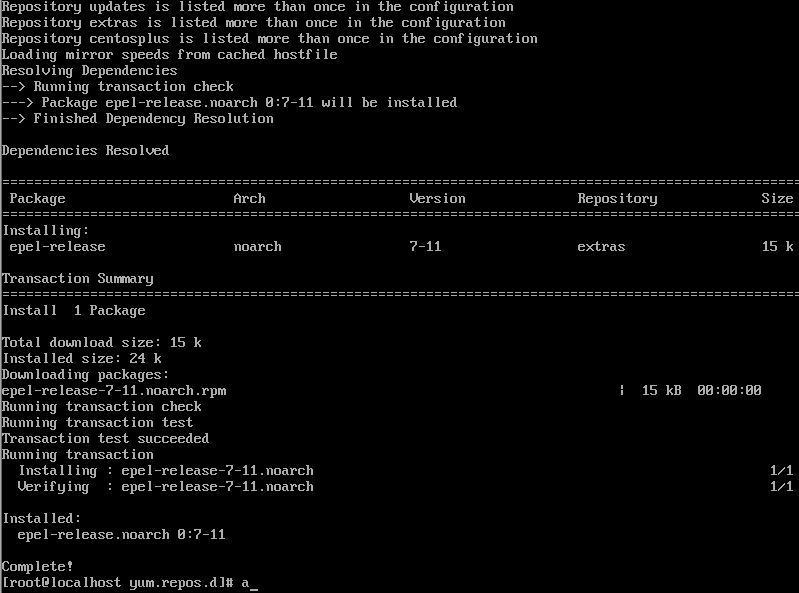 Repository updates is listed more than once in the configuration
Repository extras is listed more than once in the configuration
Repository centosplus is listed more than once in the configuration
Loading mirror speeds from cached hostfile
Resolving Dependencies
--> Running transaction check
---> Package epel-release.noarch 0:7-11 will be installed
--> Finished Dependency Resolution
Dependencies Resolved
================================================================================
Package Arch Version Repository Size
================================================================================
Installing:
epel-release noarch 7-11 extras 15 k
Transaction Summary
================================================================================
Install 1 Package
Total download size: 15 k
Installed size: 24 k
Downloading packages:
epel-release-7-11.noarch.rpm | 15 kB 00:00:00
Running transaction check
Running transaction test
Transaction test succeeded
Running transaction
Installing : epel-release-7-11.noarch 1/1
Verifying : epel-release-7-11.noarch 1/1
Installed:
epel-release.noarch 0:7-11
Complete!
[root@localhost yum.repos.d]# a_